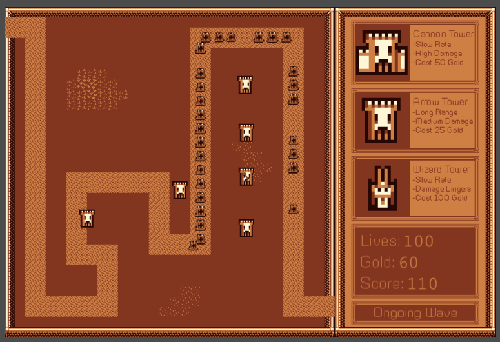 Cannon Tower
-Slow Rate
-High Damage
-Cost 50 Gold
Arrow Tower
-Long Range
-Medium Damage
-Cost 25 Gold
Wizard Tower
-Slow Rate
-Damage Lingers
-Cost 100 Gold
Lives: 100
Gold: 60
Score: 110
Ongoing Wave